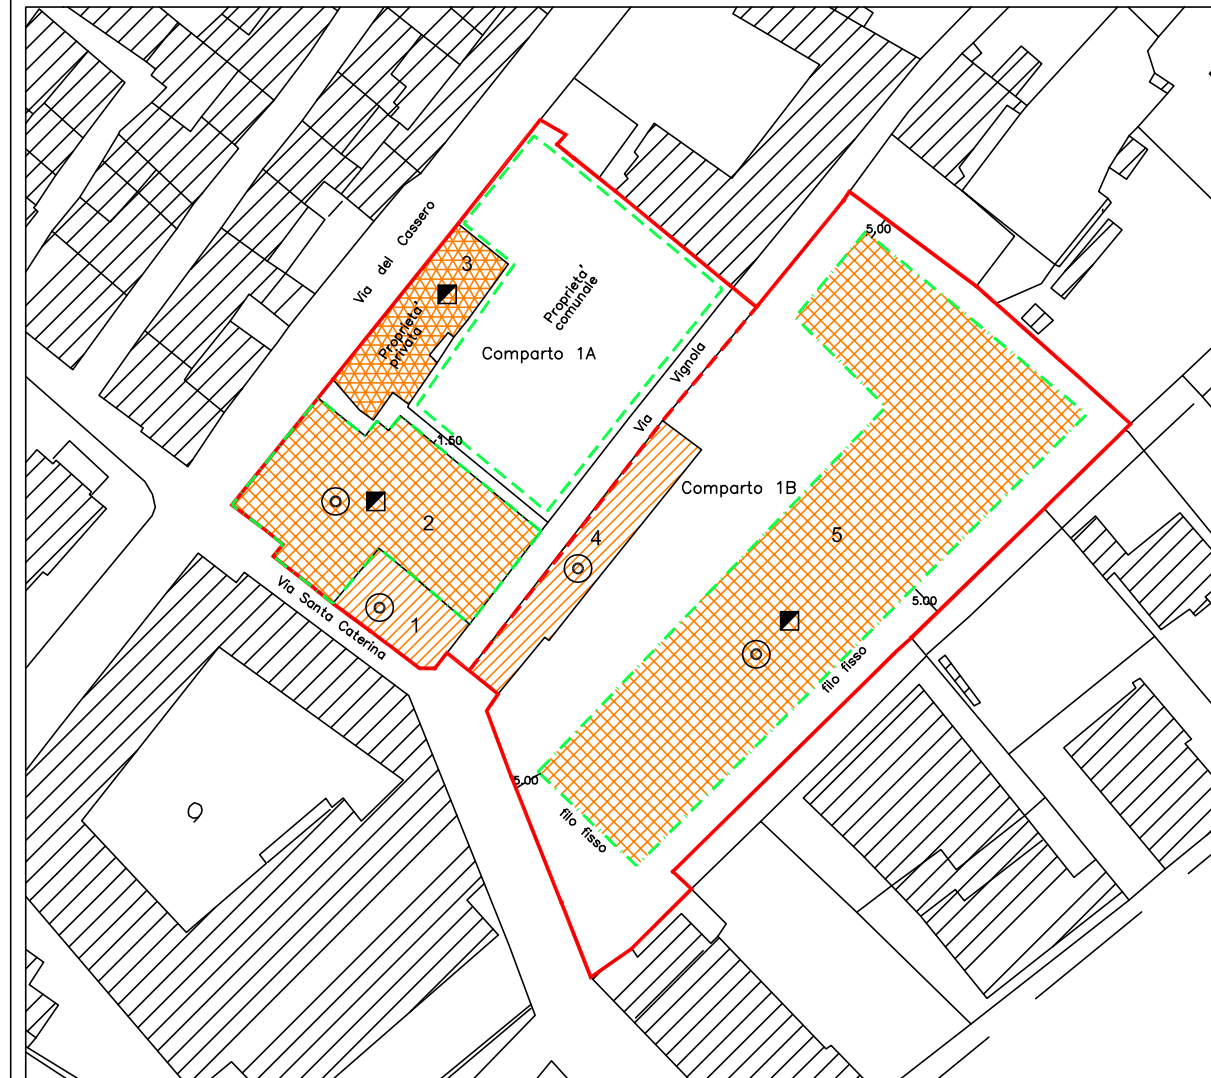 5.00
Via del Cassero
3
Proprieta'
privata
Proprieta'
comunale
Comparto 1A
Via Vignola
1.50
Comparto 1B
2
4
5
1
Via Santa Caterina
5.00
filo fisso
5.00
filo fisso